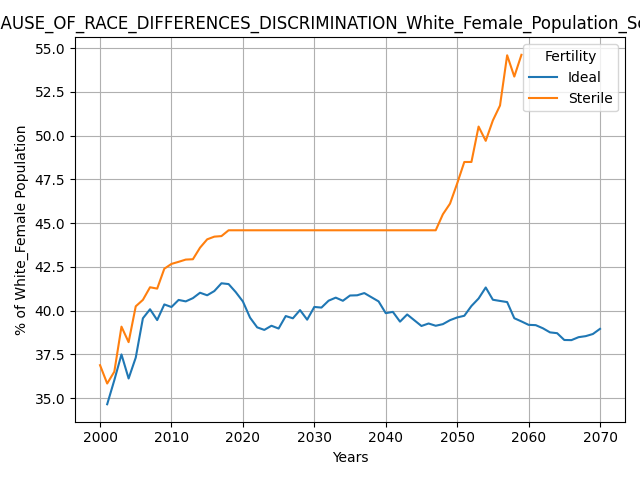 AUSE_OF_RACE_DIFFERENCES_DISCRIMINATION_White_Female_Population_S
55.0
52.5
50.0
47.5
45.0
42.5
40.0
37.5
35.0
% of White_Female Population
Fertility
Ideal
Sterile
2000 2010 2020 2030 2040 2050 2060 2070
Years